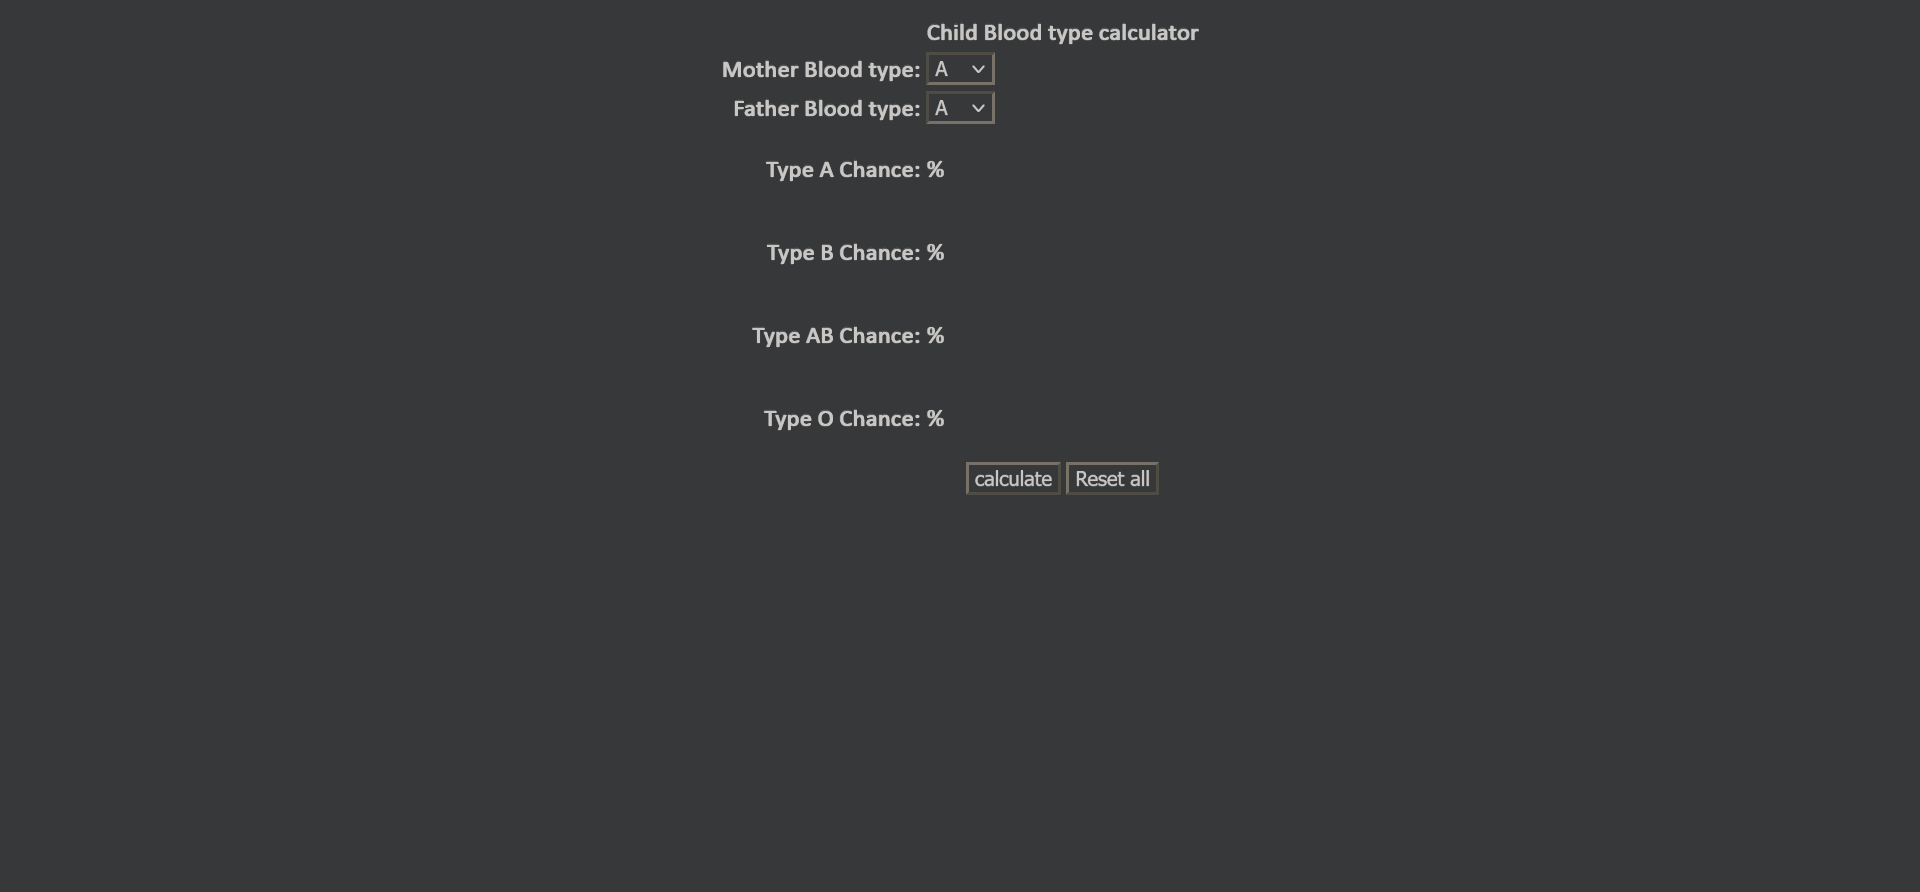 Child Blood type calculator
Mother Blood type: A
Father Blood type: A
Type A Chance: %
Type B Chance: %
Type AB Chance: %
Type O Chance: %
calculate Reset all